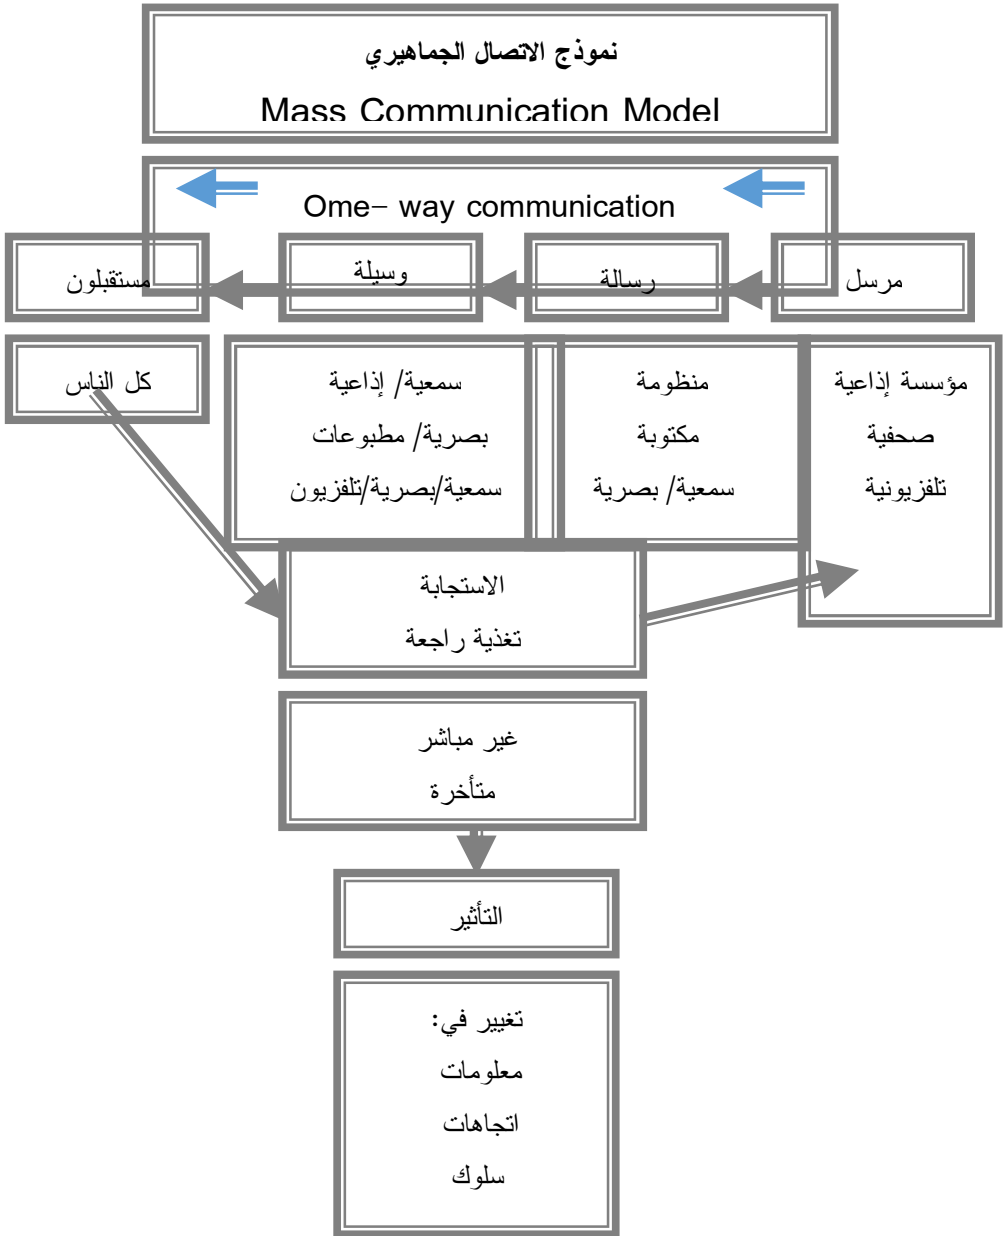 نموذج الاتصال الجماهيري
Mass Communication Model
Ome– way communication
مرسل
رسالة
وسيلة
مستقبلون
مؤسسة إذاعية
صحفية
تلفزيونية
منظومة
مكتوبة
سمعية/ بصرية
سمعية/ إذاعية
بصرية/ مطبوعات
سمعية/بصرية/تلفزيون
كل الناس
الاستجابة
تغذية راجعة
غير مباشر
متأخرة
التأثير
تغيير في:
معلومات
اتجاهات
سلوك